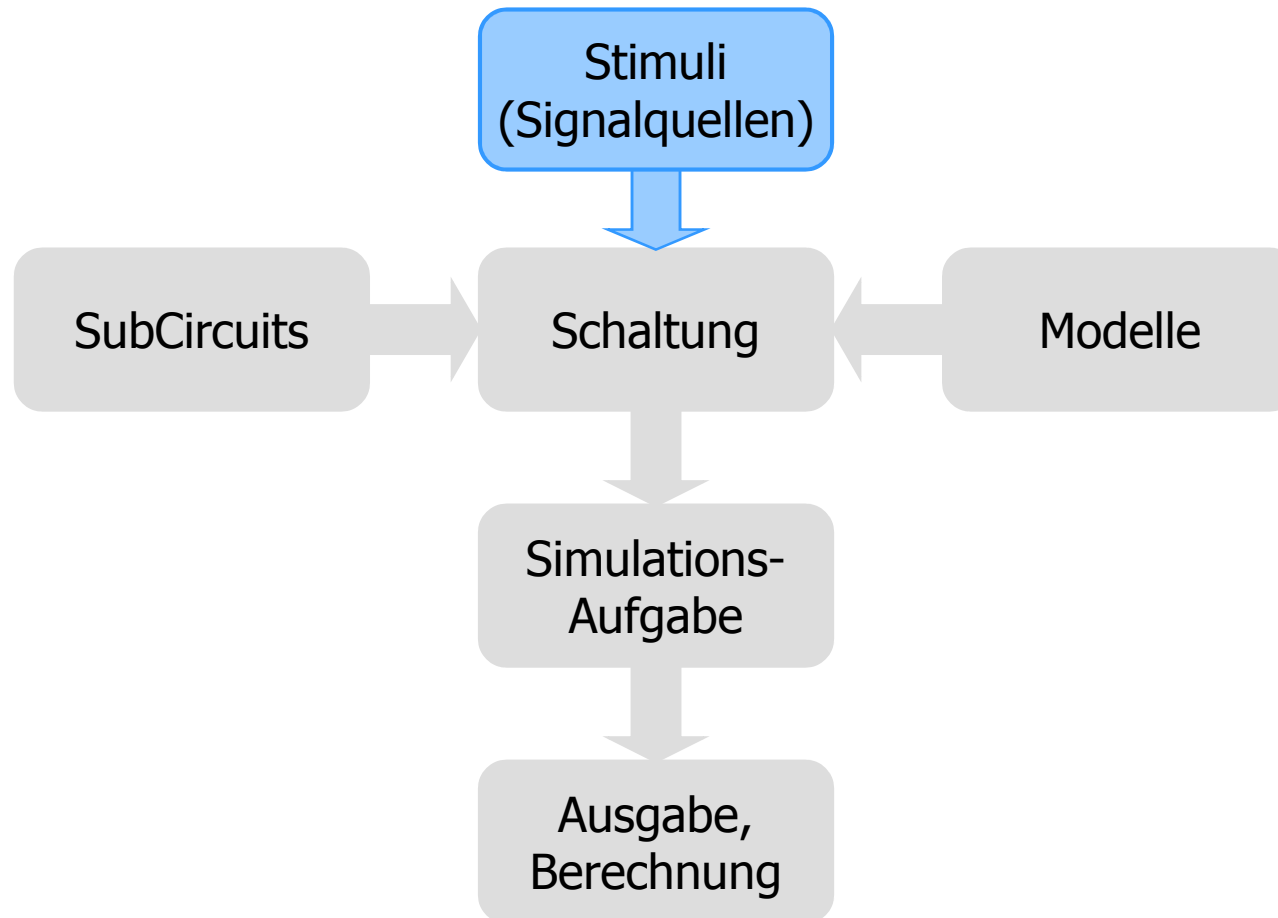 Stimuli
(Signalquellen)
SubCircuits
Schaltung
Modelle
Simulations-
Aufgabe
Ausgabe,
Berechnung